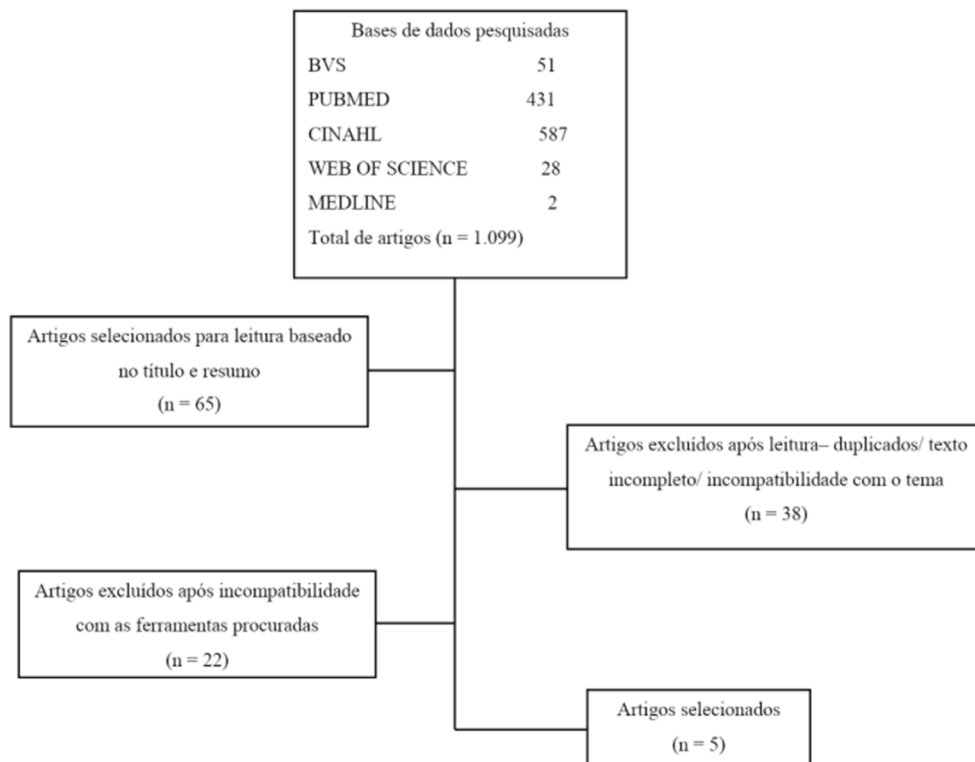 Bases de dados pesquisadas
BVS 51
PUBMED 431
CINAHL 587
WEB OF SCIENCE 28
MEDLINE 2
Total de artigos (n = 1.099)
Artigos selecionados para leitura baseado
no título e resumo
(n = 65)
Artigos excluídos após leitura– duplicados/ texto
incompleto/ incompatibilidade com o tema
(n = 38)
Artigos excluídos após incompatibilidade
com as ferramentas procuradas
(n = 22)
Artigos selecionados
(n = 5)